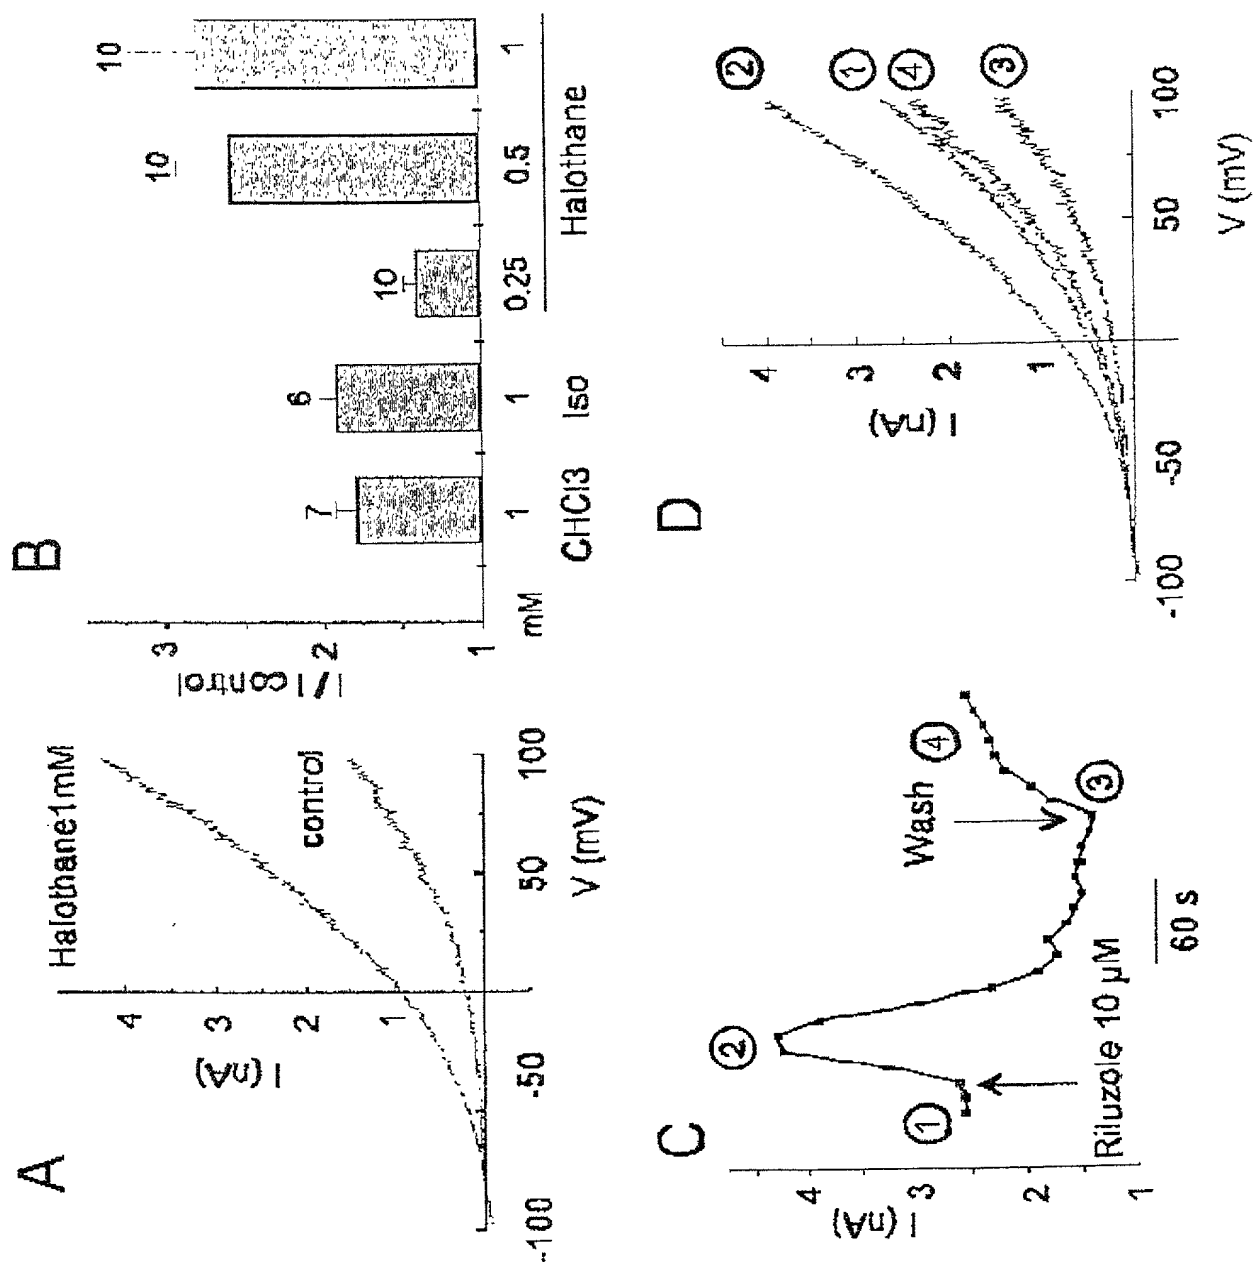 A
Halothane1mM
control
I (nA)
4
3
2
1
-100 -50 50 100
V (mV)
B
I / I control
3
2
1
7 6 10 10 10
mM 1 1 0.25 0.5 1
CHCl3 Iso Halothane
C
I (nA)
4
3
2
1
①
②
③
④
Wash
Riluzole 10 µM
60 s
D
I (nA)
4
3
2
1
②
①
④
③
-100 -50 50 100
V (mV)